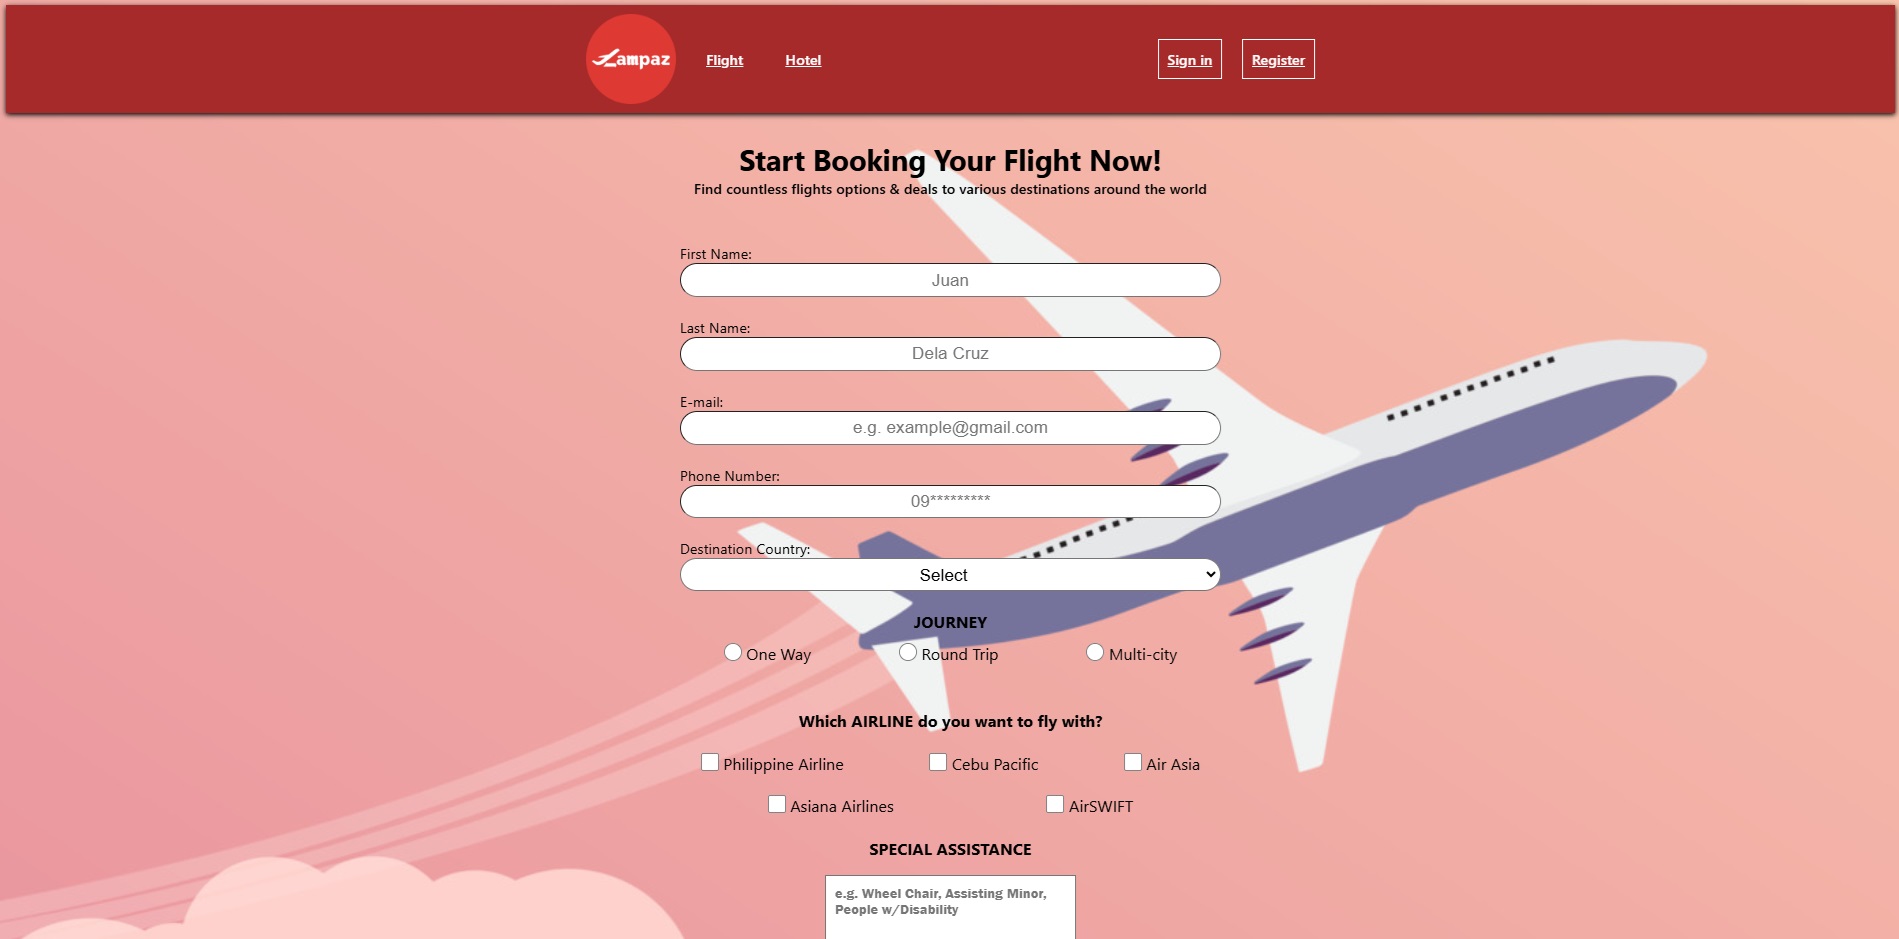 Lampaz
Flight
Hotel
Sign in
Register
Start Booking Your Flight Now!
Find countless flights options & deals to various destinations around the world
First Name:
Juan
Last Name:
Dela Cruz
E-mail:
e.g. example@gmail.com
Phone Number:
09*********
Destination Country:
Select
JOURNEY
One Way
Round Trip
Multi-city
Which AIRLINE do you want to fly with?
Philippine Airline
Cebu Pacific
Air Asia
Asiana Airlines
AirSWIFT
SPECIAL ASSISTANCE
e.g. Wheel Chair, Assisting Minor,
People w/Disability